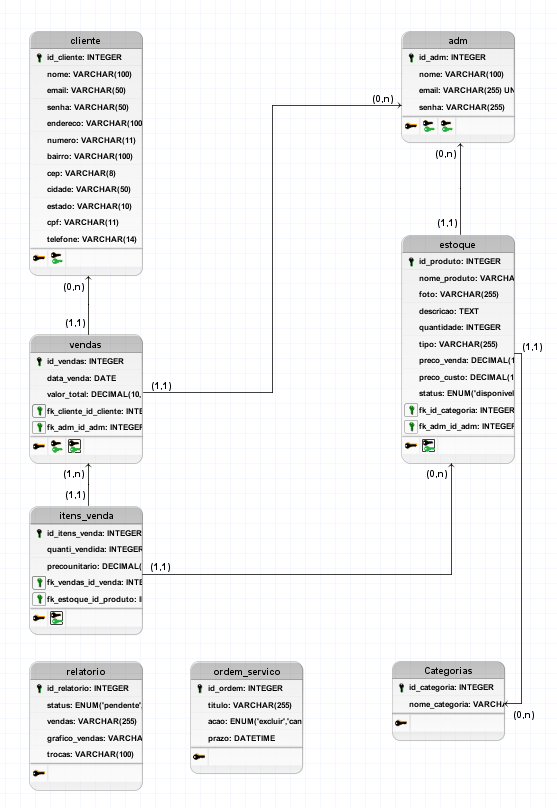 cliente
id_cliente: INTEGER
nome: VARCHAR(100)
email: VARCHAR(50)
senha: VARCHAR(50)
endereco: VARCHAR(100
numero: VARCHAR(11)
bairro: VARCHAR(100)
cep: VARCHAR(8)
cidade: VARCHAR(50)
estado: VARCHAR(10)
cpf: VARCHAR(11)
telefone: VARCHAR(14)
(0,n)
(1,1)
adm
id_adm: INTEGER
nome: VARCHAR(100)
email: VARCHAR(255) UN
senha: VARCHAR(255)
(0,n)
(0,n)
(1,1)
estoque
id_produto: INTEGER
nome_produto: VARCHA
foto: VARCHAR(255)
descricao: TEXT
quantidade: INTEGER
tipo: VARCHAR(255)
preco_venda: DECIMAL(1
preco_custo: DECIMAL(1
status: ENUM('disponivel
fk_id_categoria: INTEGER
fk_adm_id_adm: INTEGER
(1,1)
(0,n)
vendas
id_vendas: INTEGER
data_venda: DATE
valor_total: DECIMAL(10,
fk_cliente_id_cliente: INTE
fk_adm_id_adm: INTEGER
(1,1)
(1,n)
(1,1)
itens_venda
id_itens_venda: INTEGER
quanti_vendida: INTEGER
precounitario: DECIMAL(
fk_vendas_id_venda: INTE
fk_estoque_id_produto: I
(1,1)
relatorio
id_relatorio: INTEGER
status: ENUM('pendente',
vendas: VARCHAR(255)
grafico_vendas: VARCHA
trocas: VARCHAR(100)
ordem_servico
id_ordem: INTEGER
titulo: VARCHAR(255)
acao: ENUM('excluir','can
prazo: DATETIME
Categorias
id_categoria: INTEGER
nome_categoria: VARCHA
(0,n)